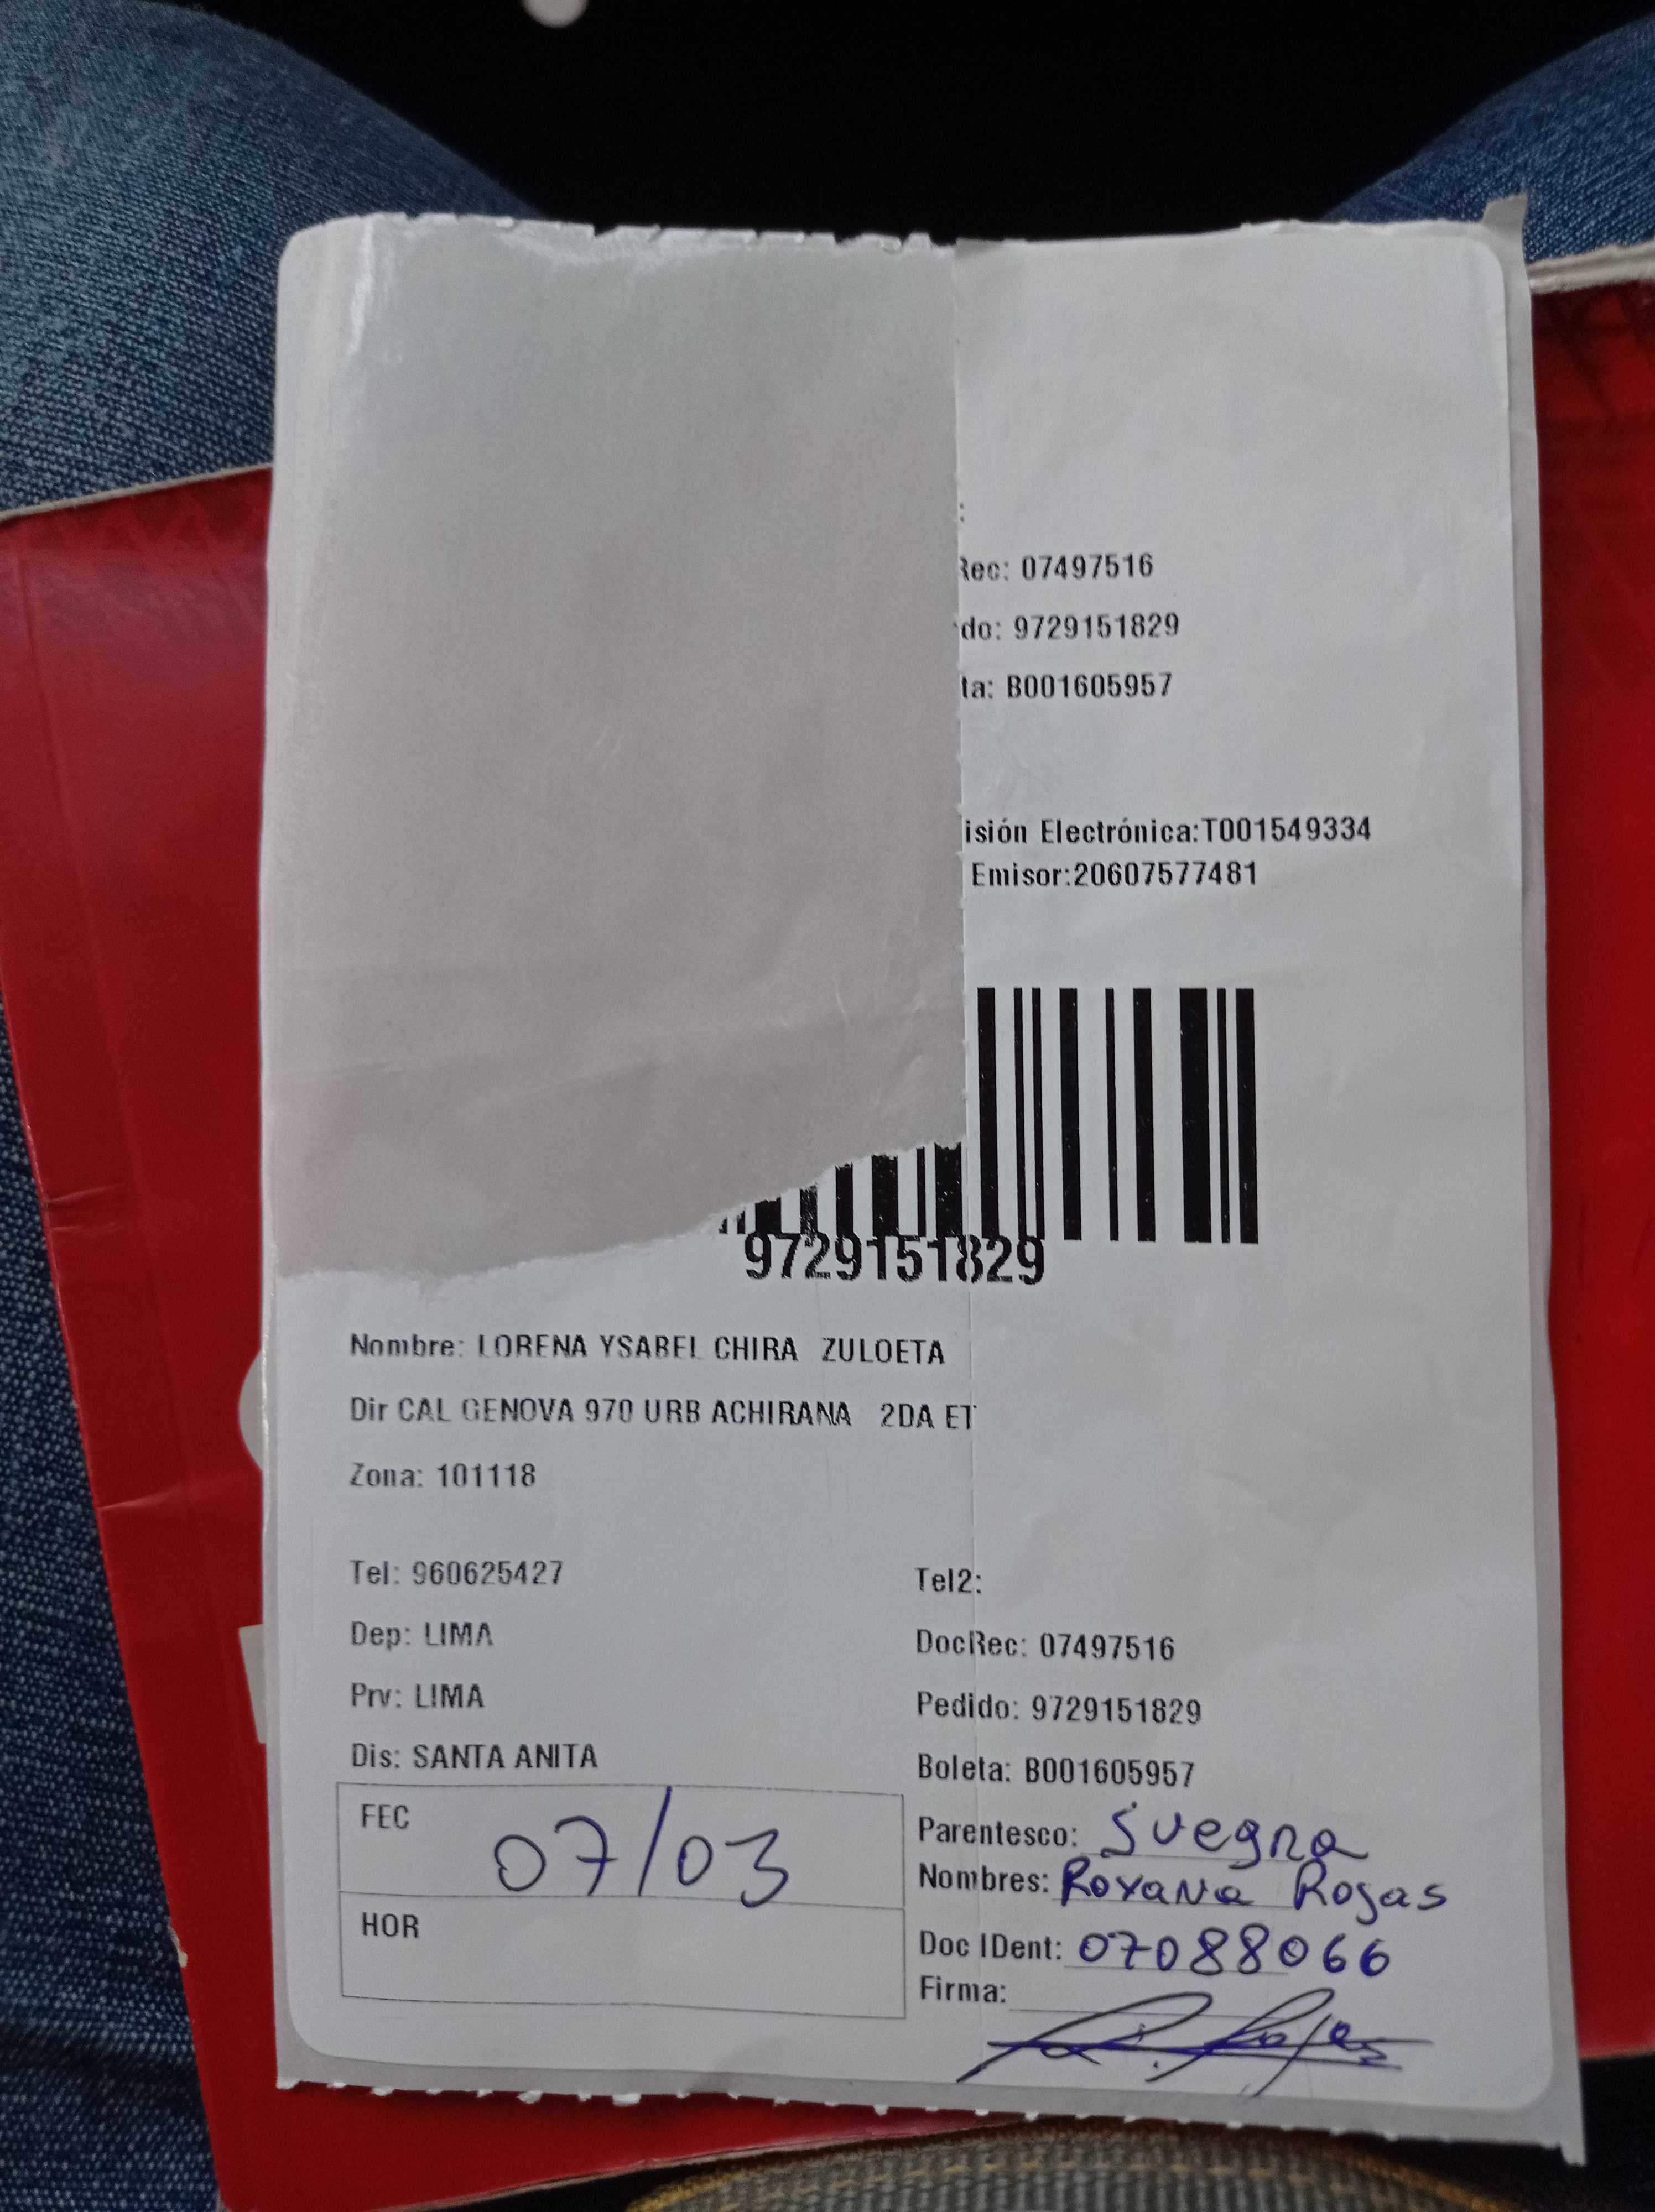 :
Rec: 07497516
do: 9729151829
ta: B001605957
isión Electrónica:T001549334
Emisor:20607577481
9729151829
Nombre: LORENA YSABEL CHIRA ZULOETA
Dir CAL GENOVA 970 URB ACHIRANA 2DA ET
Zona: 101118
Tel: 960625427
Tel2:
Dep: LIMA
DocRec: 07497516
Prv: LIMA
Pedido: 9729151829
Dis: SANTA ANITA
Boleta: B001605957
FEC 07/03
Parentesco: Suegna
Nombres: Roxana Rojas
HOR
Doc IDent: 07088066
Firma: